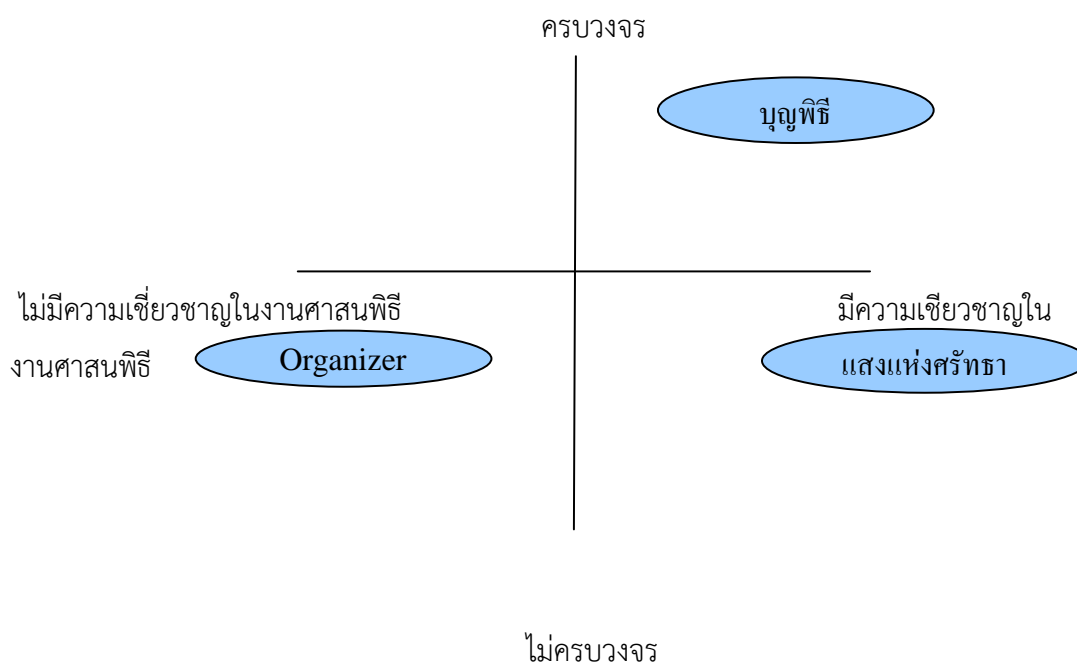 ครบวงจร
บุญพิธี
ไม่มีความเชี่ยวชาญในงานศาสนพิธี มีความเชียวชาญใน
งานศาสนพิธี Organizer แสงแห่งศรัทธา
ไม่ครบวงจร